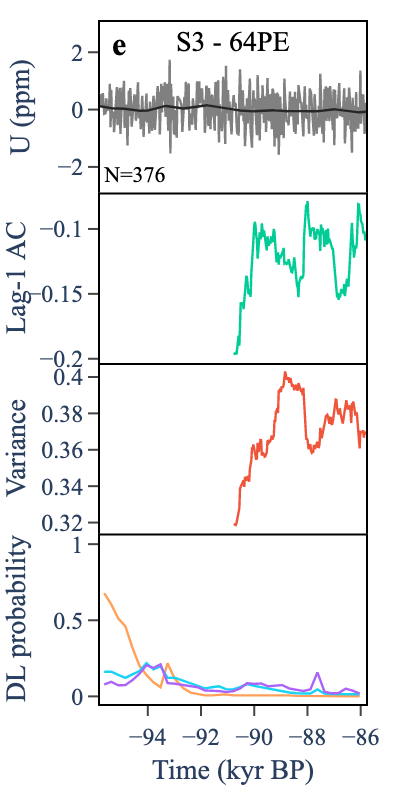 e S3 - 64PE
U (ppm)
2
0
−2
N=376
Lag-1 AC
−0.1
−0.15
−0.2
Variance
0.4
0.38
0.36
0.34
0.32
DL probability
1
0.5
0
−94 −92 −90 −88 −86
Time (kyr BP)